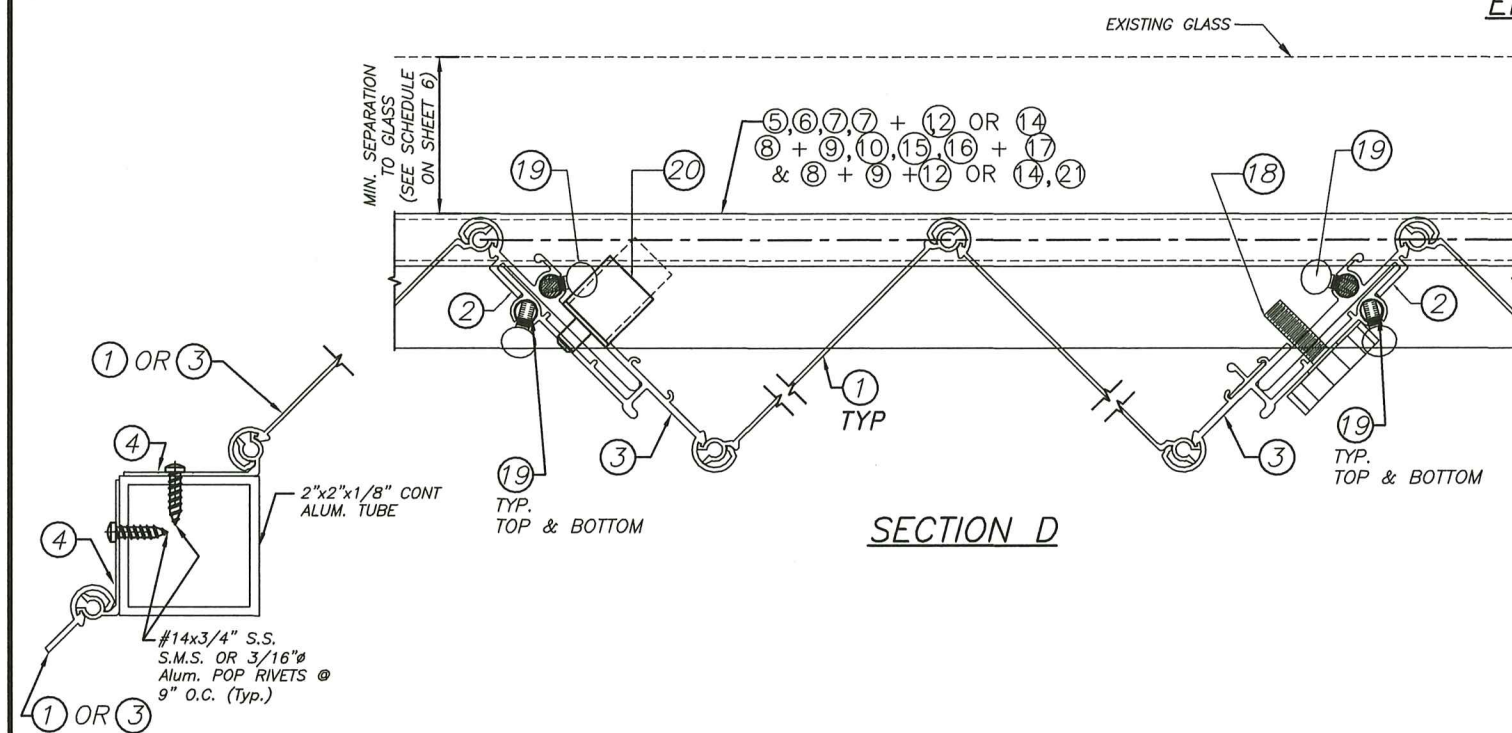 EXISTING GLASS
MIN. SEPARATION
TO GLASS
(SEE SCHEDULE
ON SHEET 6)
5,6,7,7 + 12 OR 14
8 + 9,10,15,16 + 17
& 8 + 9 +12 OR 14,21
19
20
18
19
2
2
1 OR 3
4
1
TYP
3
3
19
TYP.
TOP & BOTTOM
19
TYP.
TOP & BOTTOM
2"x2"x1/8" CONT
ALUM. TUBE
SECTION D
4
#14x3/4" S.S.
S.M.S. OR 3/16"ø
Alum. POP RIVETS @
9" O.C. (Typ.)
1 OR 3